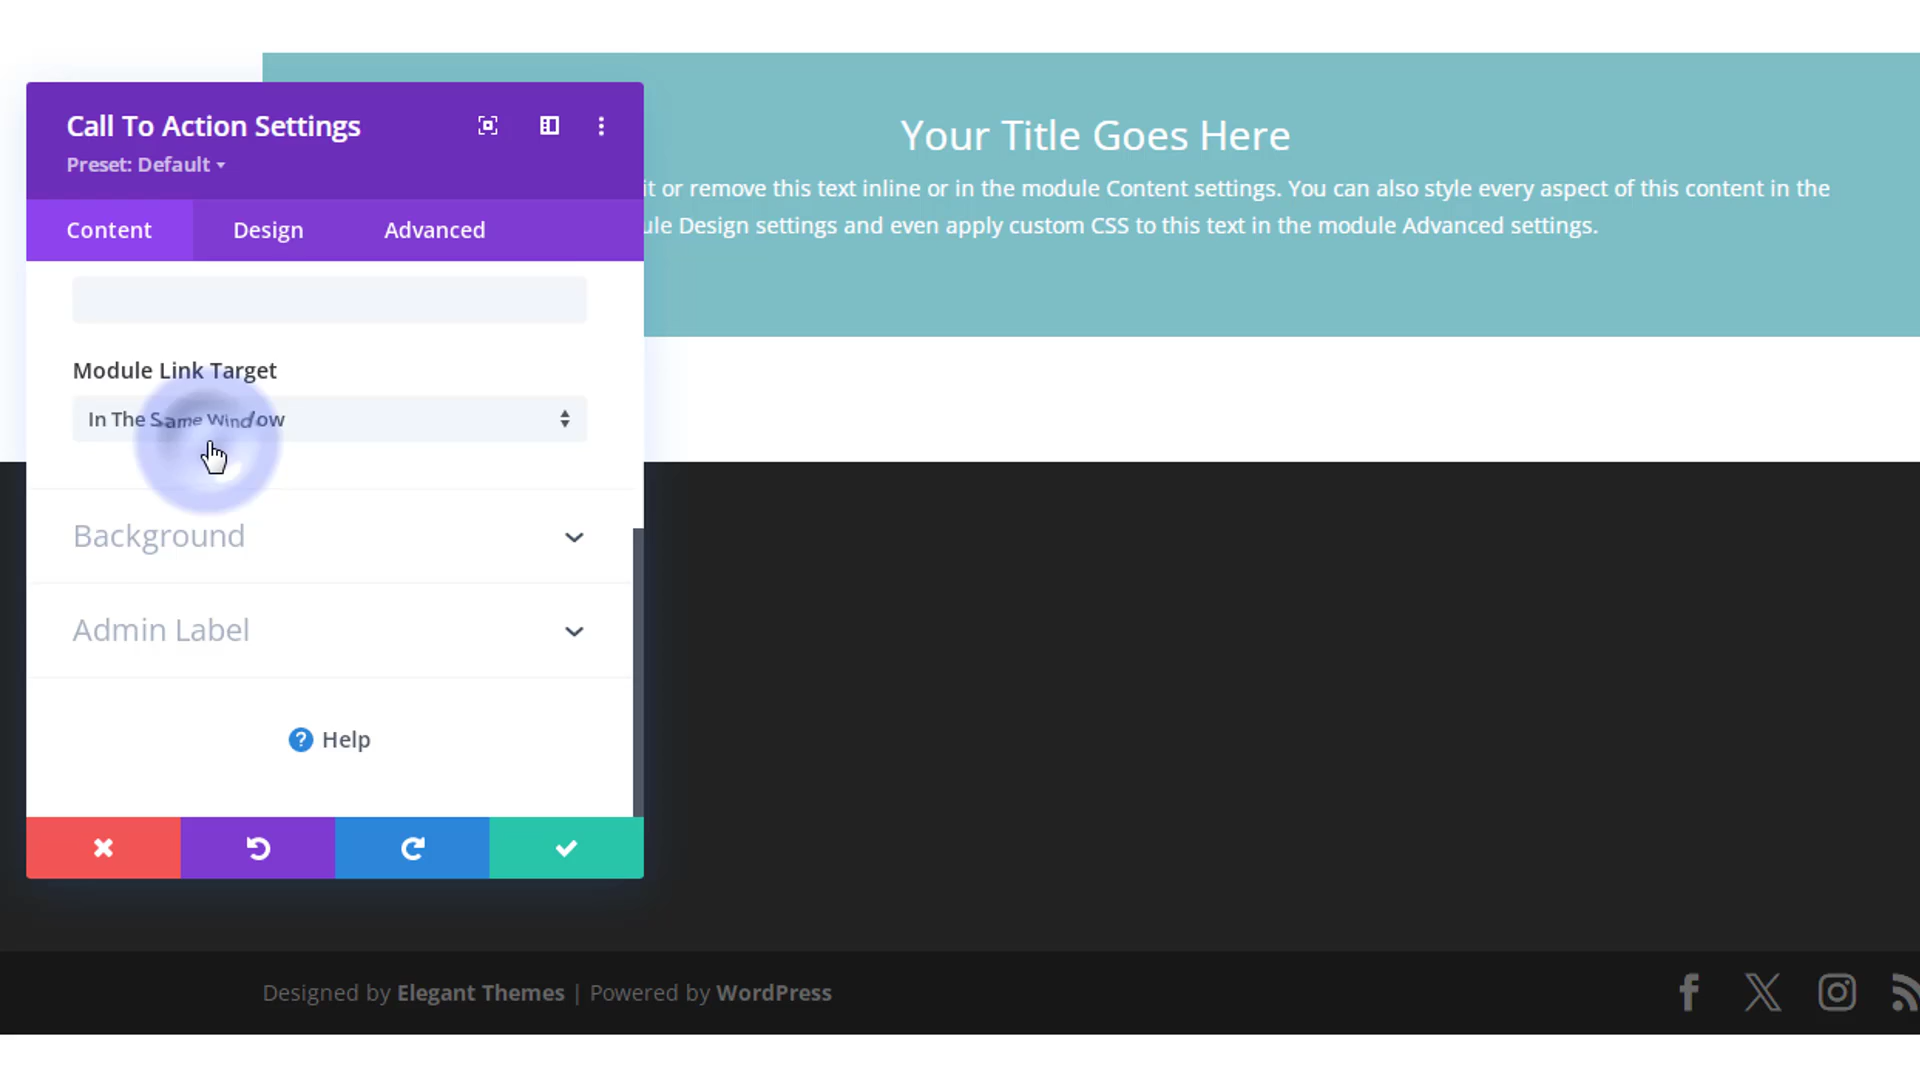 Your Title Goes Here
it or remove this text inline or in the module Content settings. You can also style every aspect of this content in the
ule Design settings and even apply custom CSS to this text in the module Advanced settings.
Call To Action Settings
Preset: Default
Content
Design
Advanced
Module Link Target
In The Same Window
Background
Admin Label
? Help
Designed by Elegant Themes | Powered by WordPress